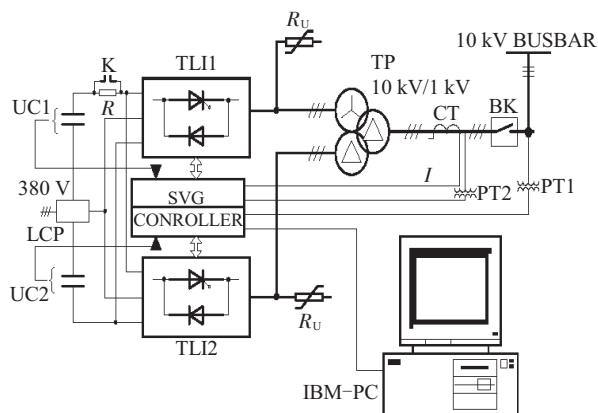 R_U
10 kV BUSBAR
TP
10 kV/1 kV
K
TLI1
UC1
R
CT
BK
380 V
SVG
CONROLLER
I
PT2
PT1
LCP
UC2
R_U
TLI2
IBM−PC